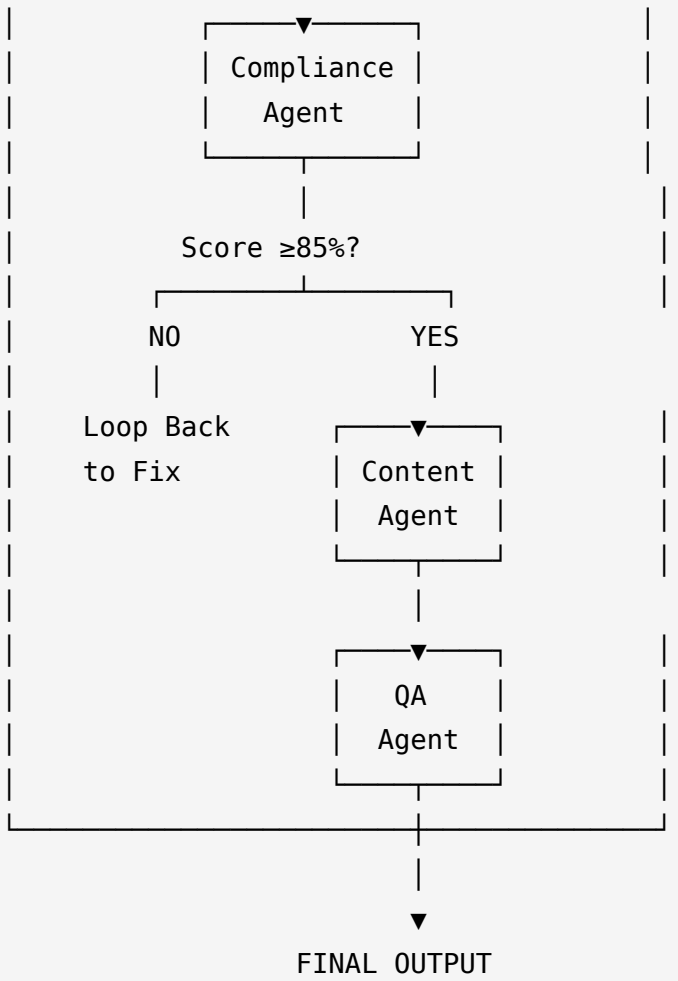 Compliance
Agent
Score ≥85%?
NO YES
Loop Back
to Fix
Content
Agent
QA
Agent
FINAL OUTPUT